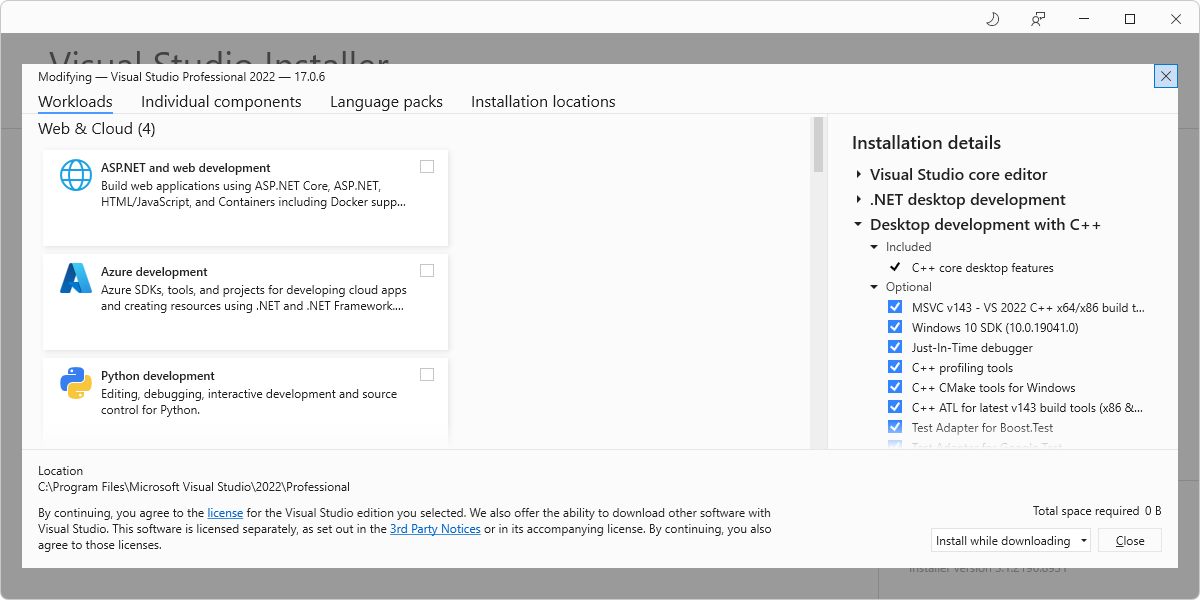 Visual Studio Installer
Modifying — Visual Studio Professional 2022 — 17.0.6
Workloads Individual components Language packs Installation locations
Web & Cloud (4)
ASP.NET and web development
Build web applications using ASP.NET Core, ASP.NET,
HTML/JavaScript, and Containers including Docker supp...
Azure development
Azure SDKs, tools, and projects for developing cloud apps
and creating resources using .NET and .NET Framework....
Python development
Editing, debugging, interactive development and source
control for Python.
Installation details
Visual Studio core editor
.NET desktop development
Desktop development with C++
Included
C++ core desktop features
Optional
MSVC v143 - VS 2022 C++ x64/x86 build t...
Windows 10 SDK (10.0.19041.0)
Just-In-Time debugger
C++ profiling tools
C++ CMake tools for Windows
C++ ATL for latest v143 build tools (x86 &...
Test Adapter for Boost.Test
Test Adapter for Google Test
Location
C:\Program Files\Microsoft Visual Studio\2022\Professional
By continuing, you agree to the license for the Visual Studio edition you selected. We also offer the ability to download other software with
Visual Studio. This software is licensed separately, as set out in the 3rd Party Notices or in its accompanying license. By continuing, you also
agree to those licenses.
Total space required 0 B
Install while downloading Close
Installer version